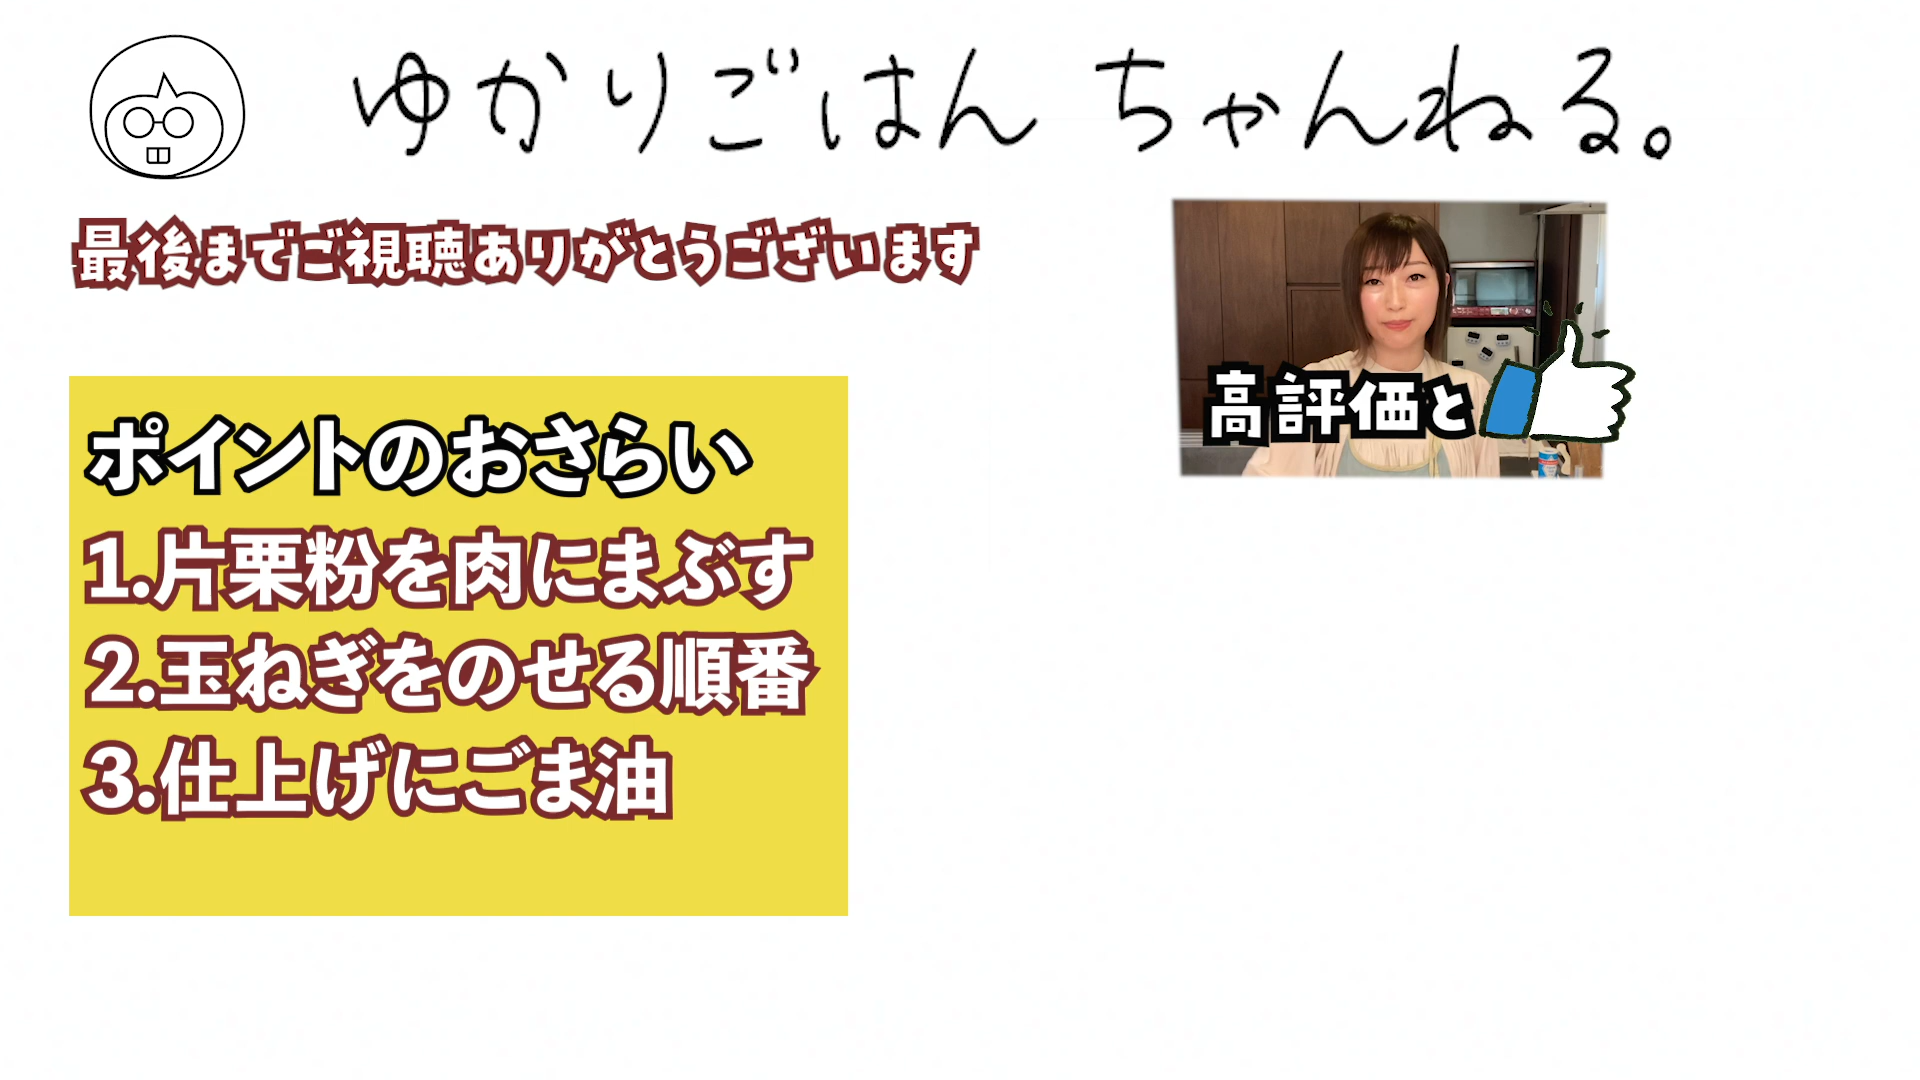 ゆかりごはん ちゃんねる。
最後までご視聴ありがとうございます
高評価と
ポイントのおさらい
1.片栗粉を肉にまぶす
2.玉ねぎをのせる順番
3.仕上げにごま油